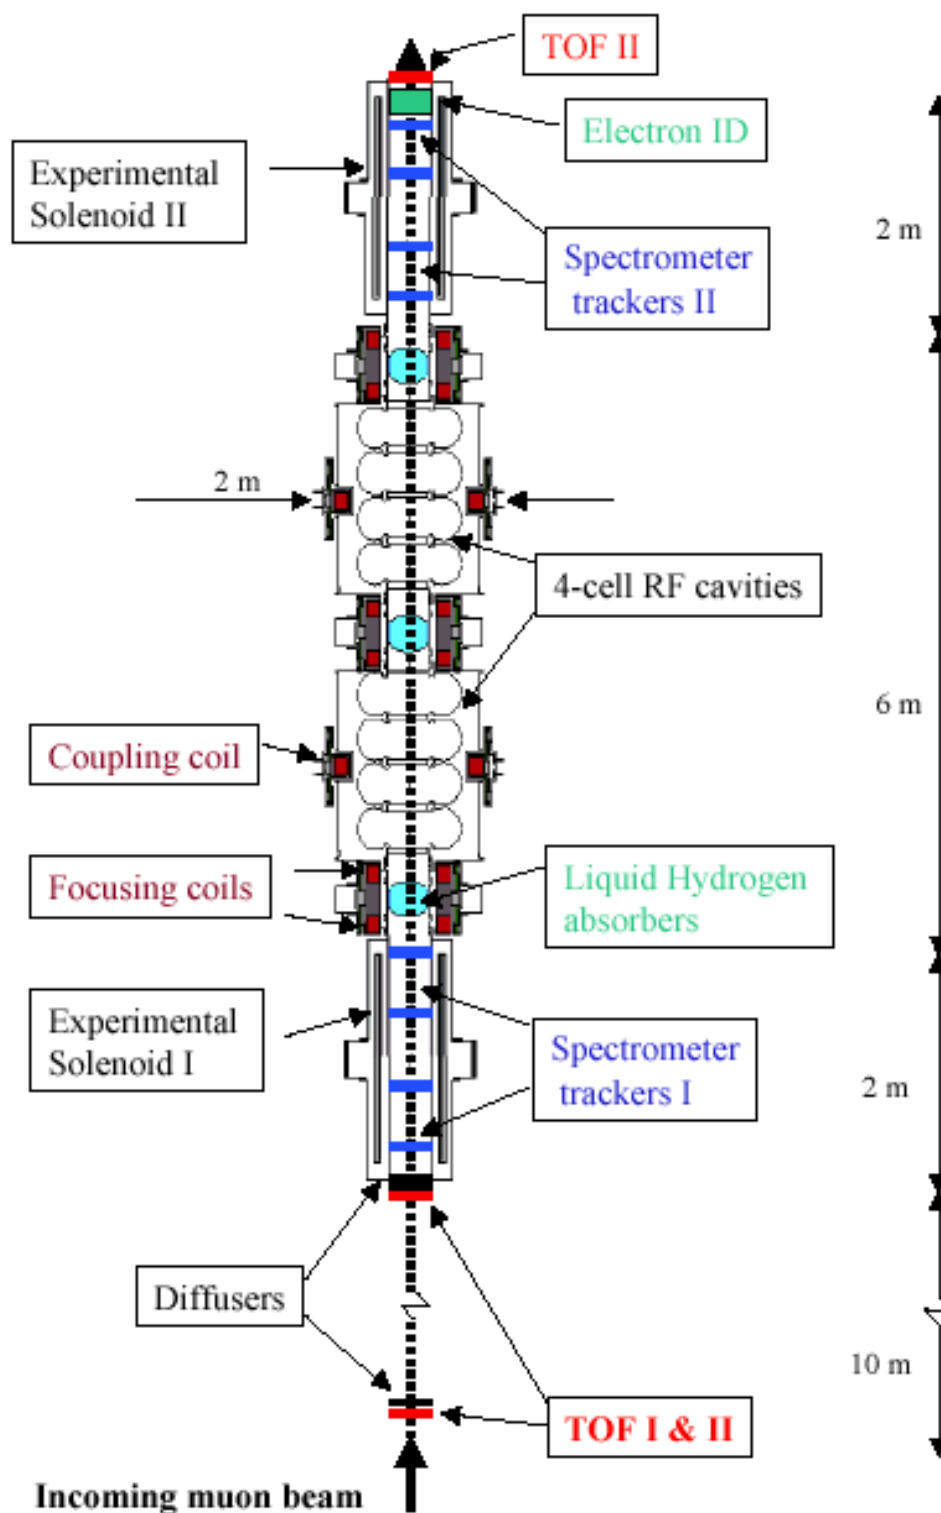 TOF II
Electron ID
Experimental
Solenoid II
2 m
Spectrometer
trackers II
2 m
4-cell RF cavities
6 m
Coupling coil
Focusing coils
Liquid Hydrogen
absorbers
Experimental
Solenoid I
Spectrometer
trackers I
2 m
Diffusers
10 m
TOF I & II
Incoming muon beam